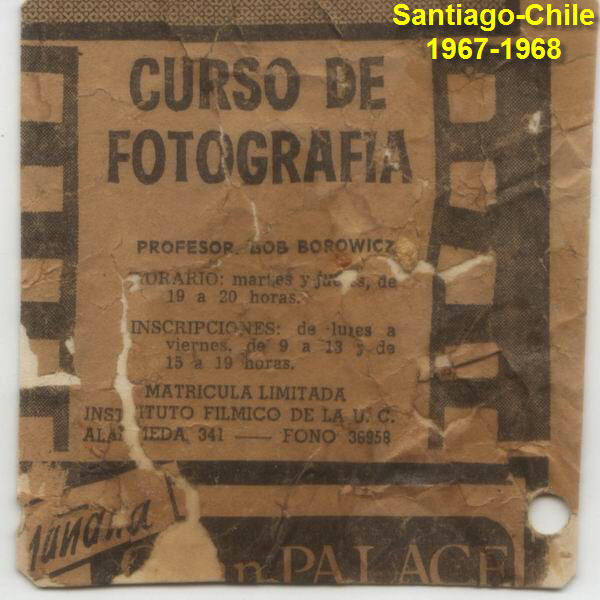 Santiago-Chile
1967-1968
CURSO DE
FOTOGRAFIA
PROFESOR: BOB BOROWICZ
HORARIO: martes y jueves, de
19 a 20 horas.
INSCRIPCIONES: de lunes a
viernes, de 9 a 13 y de
15 a 19 horas.
MATRICULA LIMITADA
INSTITUTO FILMICO DE LA U. C.
ALAMEDA 341 — FONO 36958
Mañana
PALACE